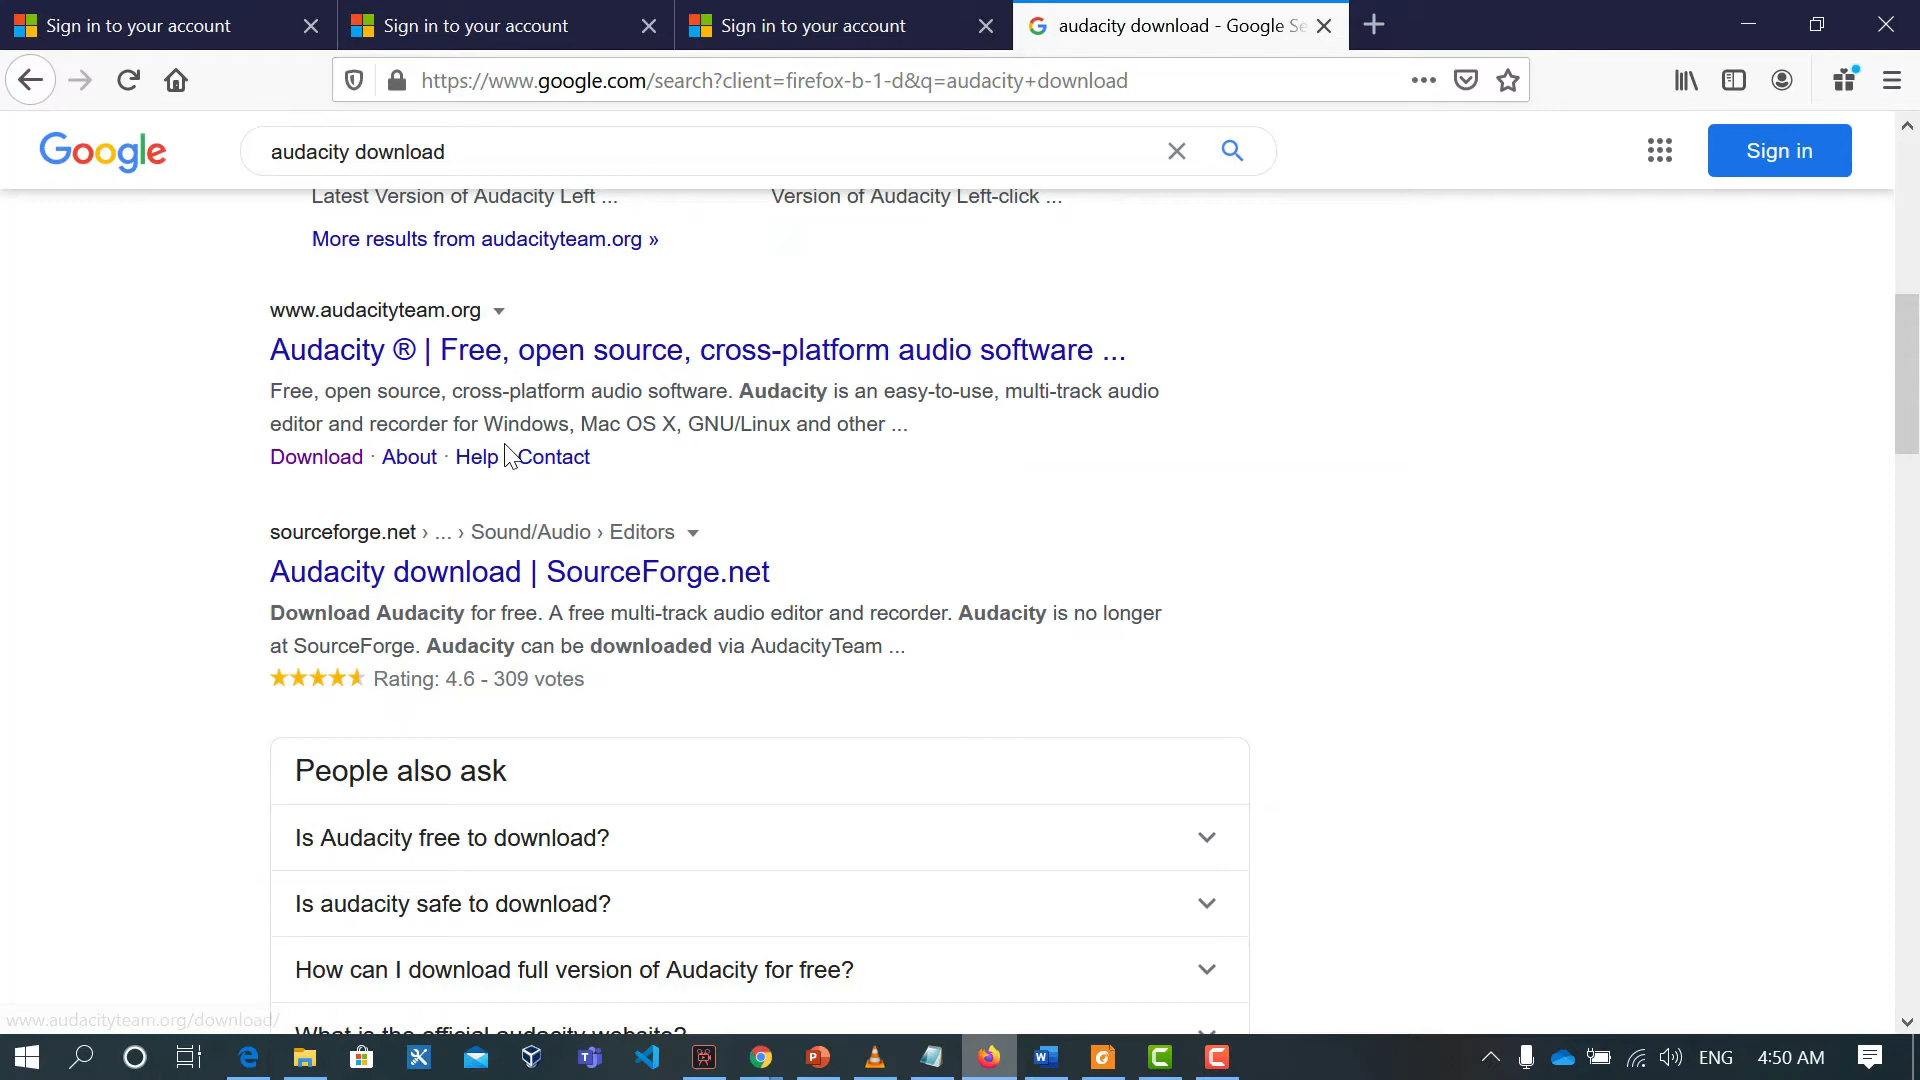 Sign in to your account
Sign in to your account
Sign in to your account
audacity download - Google Se
https://www.google.com/search?client=firefox-b-1-d&q=audacity+download
Google
audacity download
Sign in
Latest Version of Audacity Left ...
Version of Audacity Left-click ...
More results from audacityteam.org »
www.audacityteam.org
Audacity ® | Free, open source, cross-platform audio software ...
Free, open source, cross-platform audio software. Audacity is an easy-to-use, multi-track audio
editor and recorder for Windows, Mac OS X, GNU/Linux and other ...
Download · About · Help · Contact
sourceforge.net › ... › Sound/Audio › Editors
Audacity download | SourceForge.net
Download Audacity for free. A free multi-track audio editor and recorder. Audacity is no longer
at SourceForge. Audacity can be downloaded via AudacityTeam ...
Rating: 4.6 - 309 votes
People also ask
Is Audacity free to download?
Is audacity safe to download?
How can I download full version of Audacity for free?
What is the official audacity website?
www.audacityteam.org/download/
ENG
4:50 AM